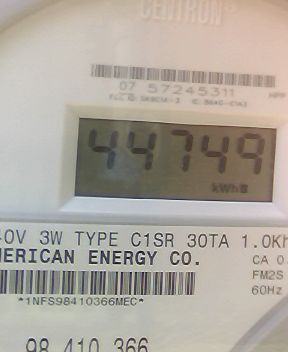 CENTRON®
07 57245311
44749
kWh
40V 3W TYPE C1SR 30TA 1.0Kh
MERICAN ENERGY CO.
CA 0.
FM2S
60Hz
*1NFS98410366MEC*
98 410 366